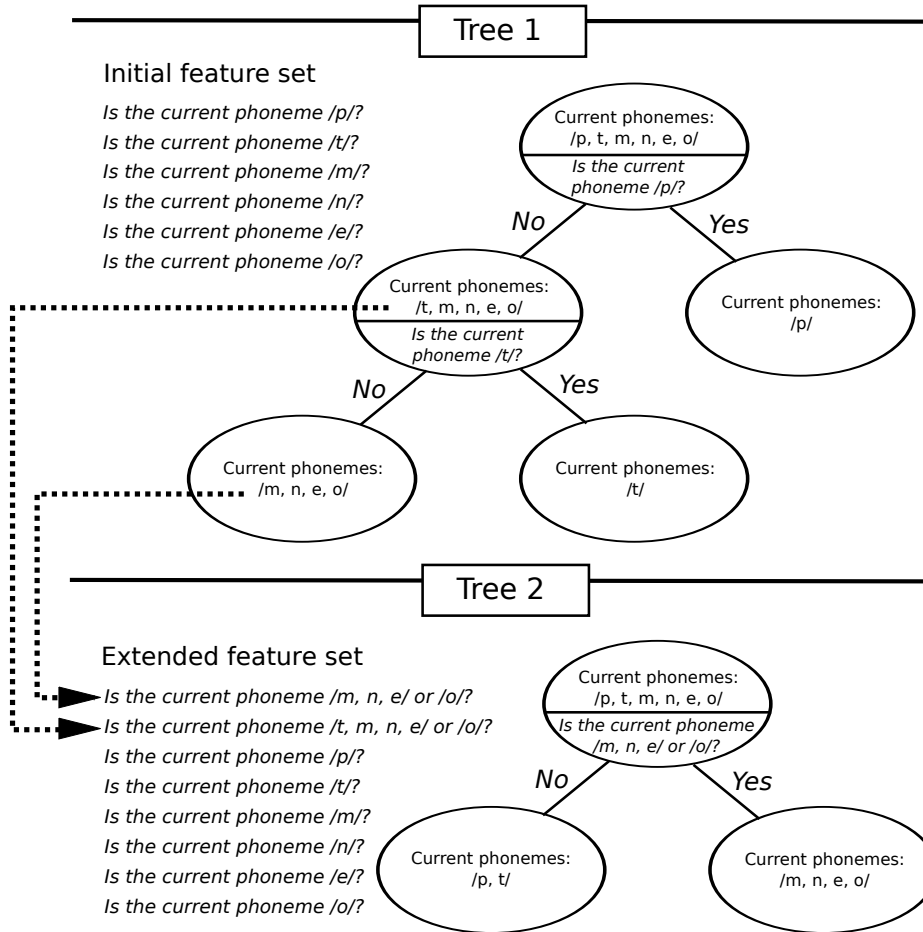 Tree 1
Initial feature set
Is the current phoneme /p/?
Is the current phoneme /t/?
Is the current phoneme /m/?
Is the current phoneme /n/?
Is the current phoneme /e/?
Is the current phoneme /o/?
Current phonemes:
/p, t, m, n, e, o/
Is the current
phoneme /p/?
No
Yes
Current phonemes:
/t, m, n, e, o/
Is the current
phoneme /t/?
Current phonemes:
/p/
No
Yes
Current phonemes:
/m, n, e, o/
Current phonemes:
/t/
Tree 2
Extended feature set
Is the current phoneme /m, n, e/ or /o/?
Is the current phoneme /t, m, n, e/ or /o/?
Is the current phoneme /p/?
Is the current phoneme /t/?
Is the current phoneme /m/?
Is the current phoneme /n/?
Is the current phoneme /e/?
Is the current phoneme /o/?
Current phonemes:
/p, t, m, n, e, o/
Is the current phoneme
/m, n, e/ or /o/?
No
Yes
Current phonemes:
/p, t/
Current phonemes:
/m, n, e, o/